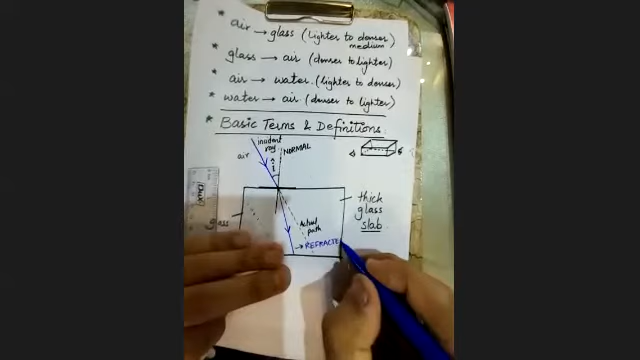 * air → glass (lighter to denser
medium)
* glass → air (denser to lighter)
* air → water. (lighter to denser)
* water → air (denser to lighter)
* Basic Terms & Definitions
incident
ray
NORMAL
air
i
thick
glass
slab
Actual
path
→ REFRACTE